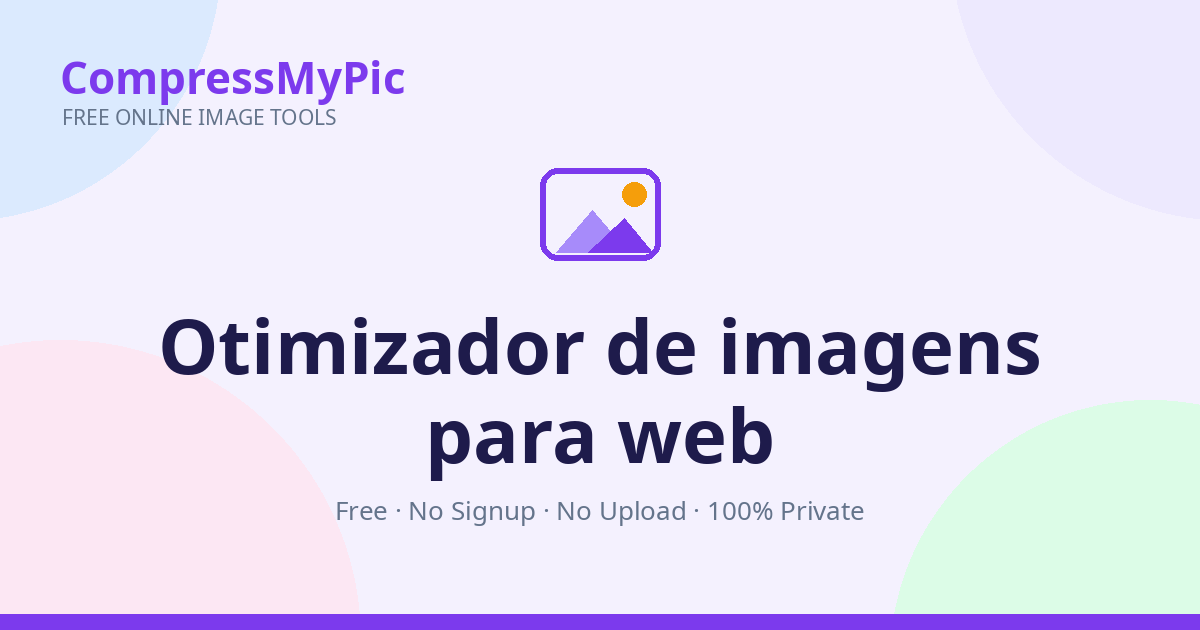 CompressMyPic
FREE ONLINE IMAGE TOOLS
Otimizador de imagens
para web
Free · No Signup · No Upload · 100% Private